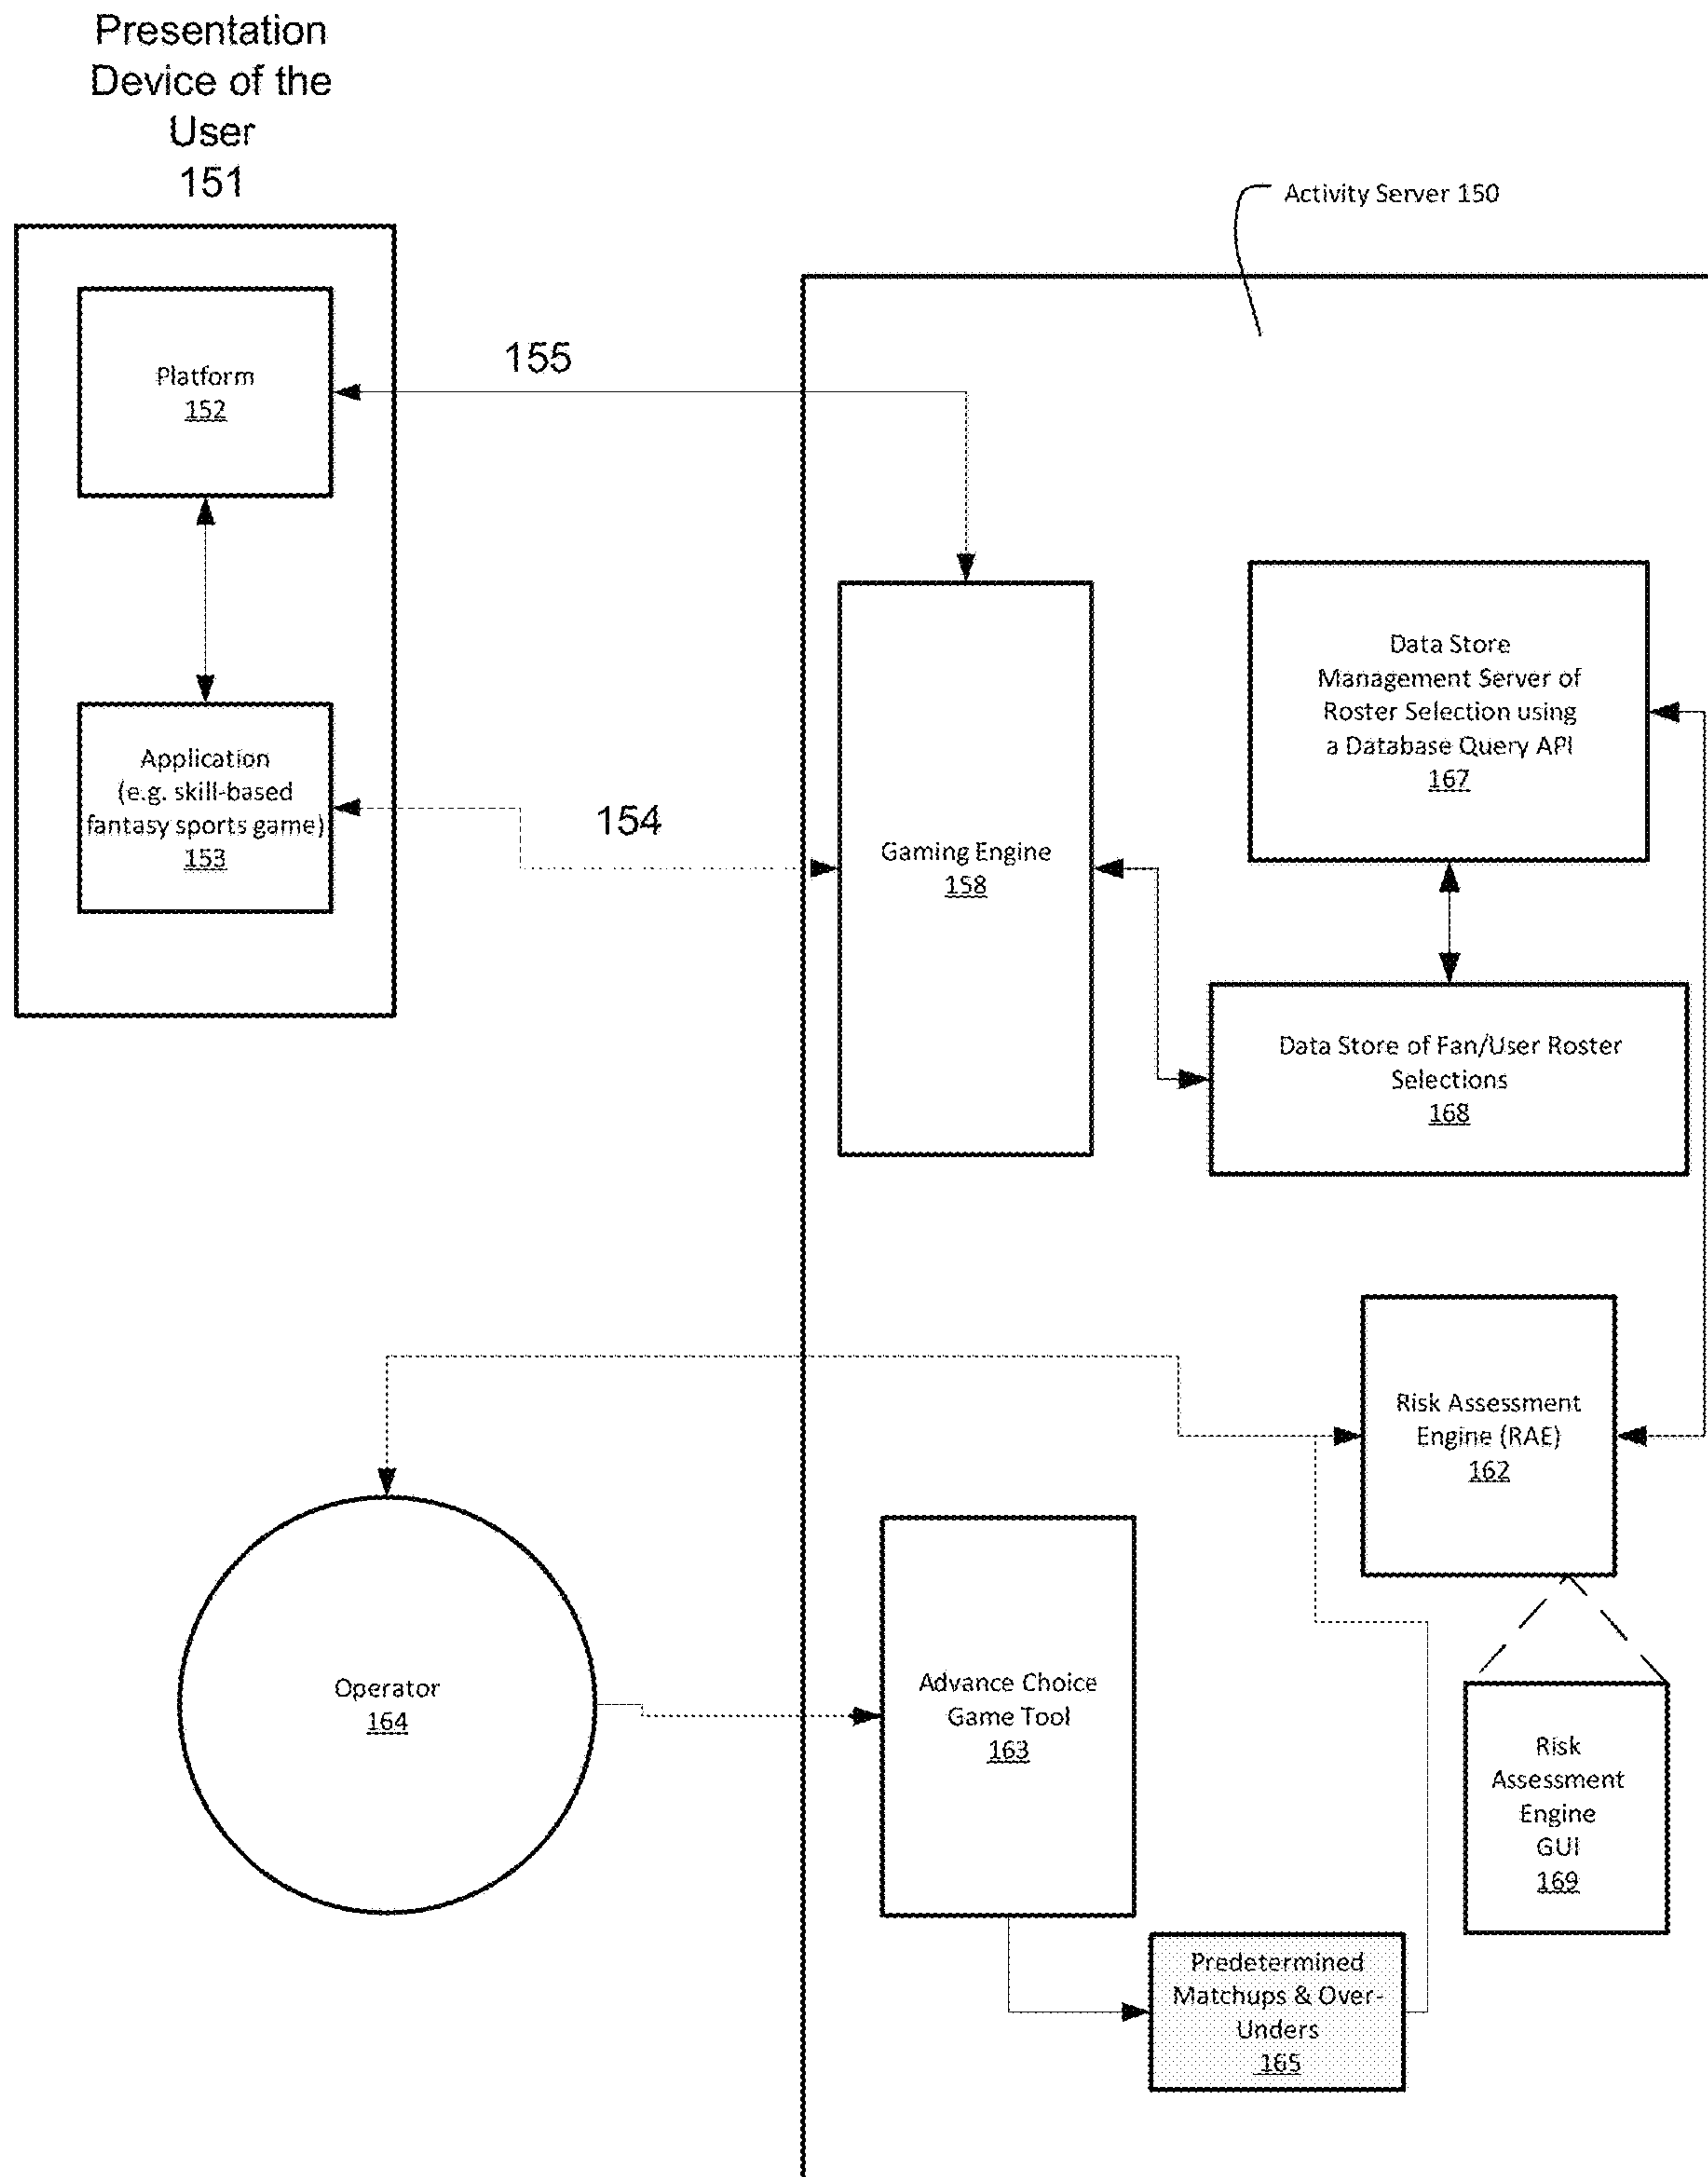 Presentation
Device of the
User
151
Activity Server 150
Platform
152
155
Application
(e.g. skill-based
fantasy sports game)
153
154
Gaming Engine
158
Data Store
Management Server of
Roster Selection using
a Database Query API
167
Data Store of Fan/User Roster
Selections
168
Risk Assessment
Engine (RAE)
162
Operator
164
Advance Choice
Game Tool
163
Risk
Assessment
Engine
GUI
169
Predetermined
Matchups & Over-
Unders
165